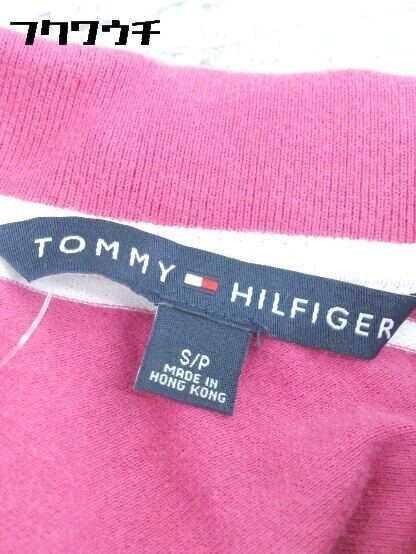 フクワウチ
TOMMY HILFIGER
S/P
MADE IN
HONG KONG